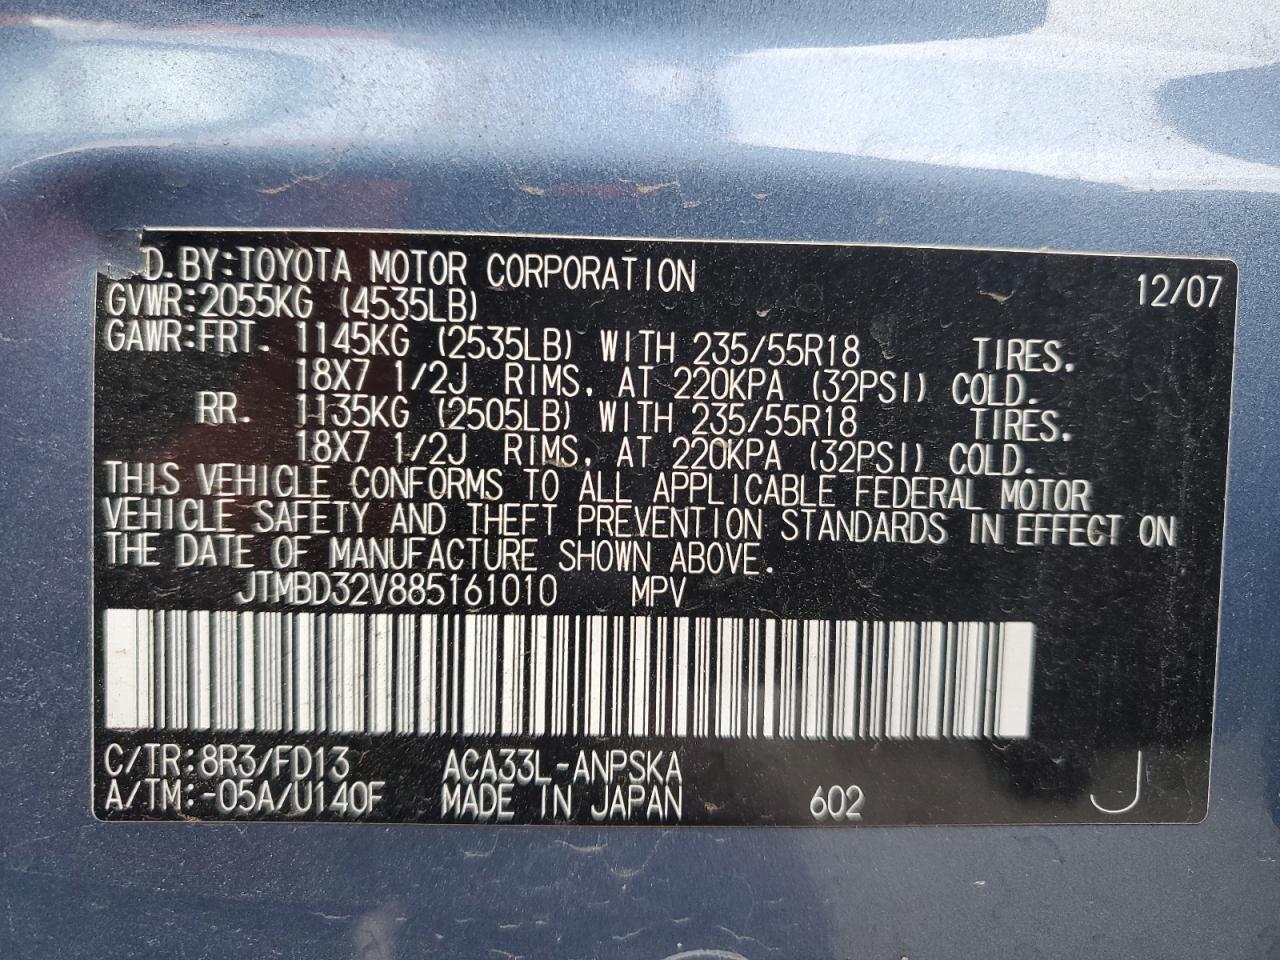 D. BY: TOYOTA MOTOR CORPORATION 12/07
GVWR: 2055KG (4535LB)
GAWR: FRT. 1145KG (2535LB) WITH 235/55R18 TIRES.
18X7 1/2J RIMS, AT 220KPA (32PSI) COLD.
RR. 1135KG (2505LB) WITH 235/55R18 TIRES.
18X7 1/2J RIMS, AT 220KPA (32PSI) COLD.
THIS VEHICLE CONFORMS TO ALL APPLICABLE FEDERAL MOTOR
VEHICLE SAFETY AND THEFT PREVENTION STANDARDS IN EFFECT ON
THE DATE OF MANUFACTURE SHOWN ABOVE.
JTMBD32V885161010 MPV
C/TR: 8R3/FD13 ACA33L-ANPSKA
A/TM: -05A/U140F MADE IN JAPAN 602 J